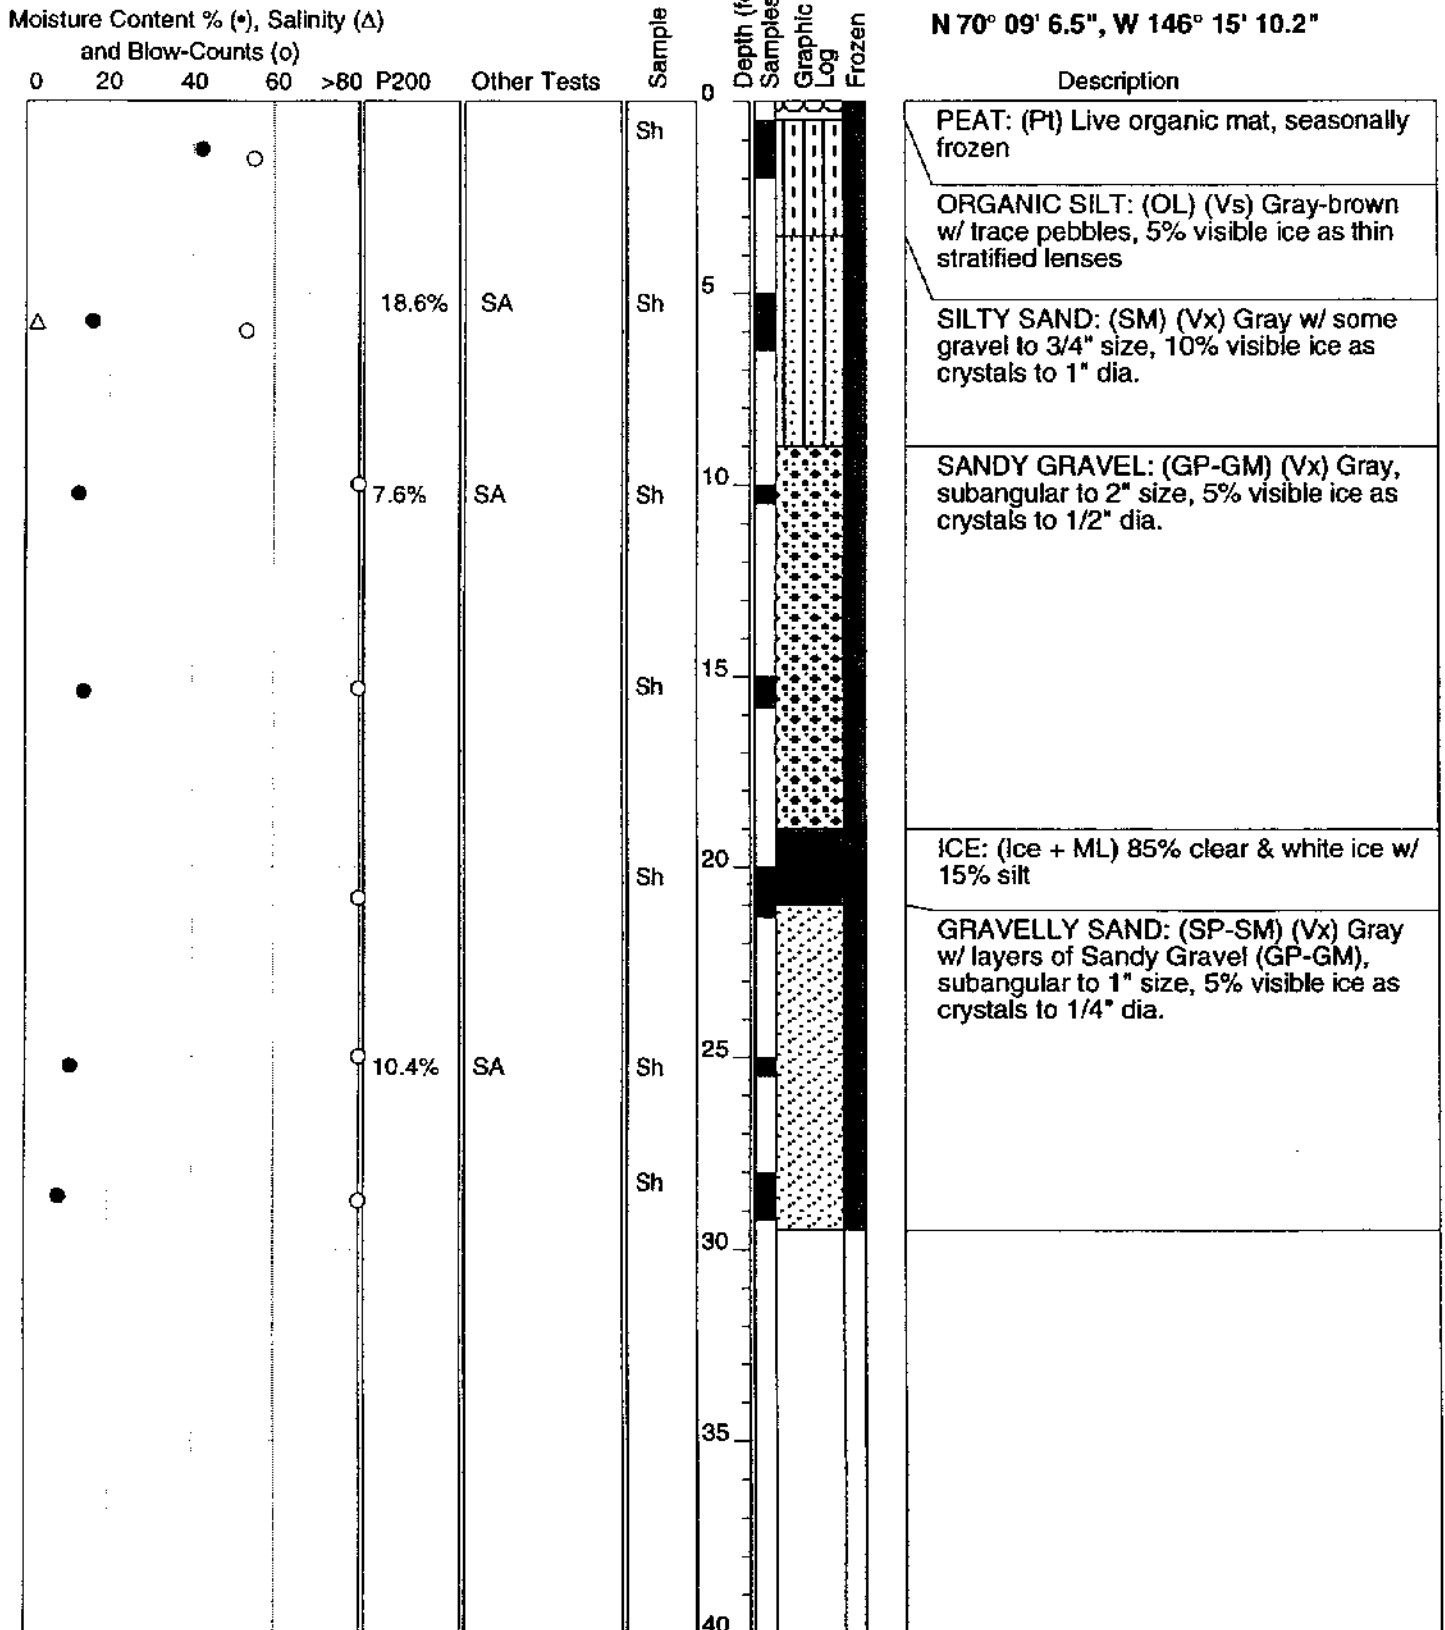 Moisture Content % (•), Salinity (Δ)
and Blow-Counts (o)
0 20 40 60 >80 P200 Other Tests
Sample
Samples
Graphic
Log
Frozen
N 70° 09' 6.5", W 146° 15' 10.2"
Description
0
Sh
PEAT: (Pt) Live organic mat, seasonally
frozen
ORGANIC SILT: (OL) (Vs) Gray-brown
w/ trace pebbles, 5% visible ice as thin
stratified lenses
5
18.6% SA Sh
SILTY SAND: (SM) (Vx) Gray w/ some
gravel to 3/4" size, 10% visible ice as
crystals to 1" dia.
10
7.6% SA Sh
SANDY GRAVEL: (GP-GM) (Vx) Gray,
subangular to 2" size, 5% visible ice as
crystals to 1/2" dia.
15
Sh
20
Sh
ICE: (Ice + ML) 85% clear & white ice w/
15% silt
GRAVELLY SAND: (SP-SM) (Vx) Gray
w/ layers of Sandy Gravel (GP-GM),
subangular to 1" size, 5% visible ice as
crystals to 1/4" dia.
25
10.4% SA Sh
Sh
30
35
40